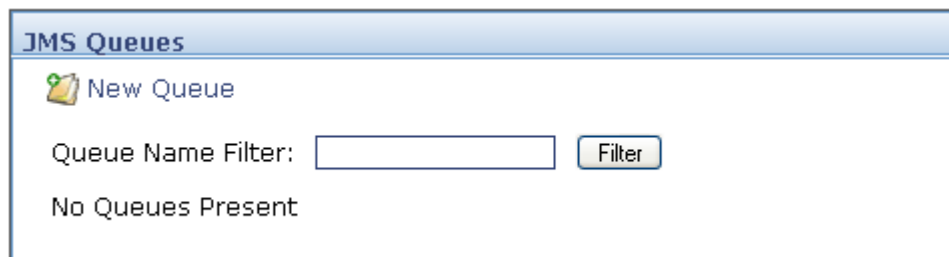 JMS Queues
New Queue
Queue Name Filter: Filter
No Queues Present